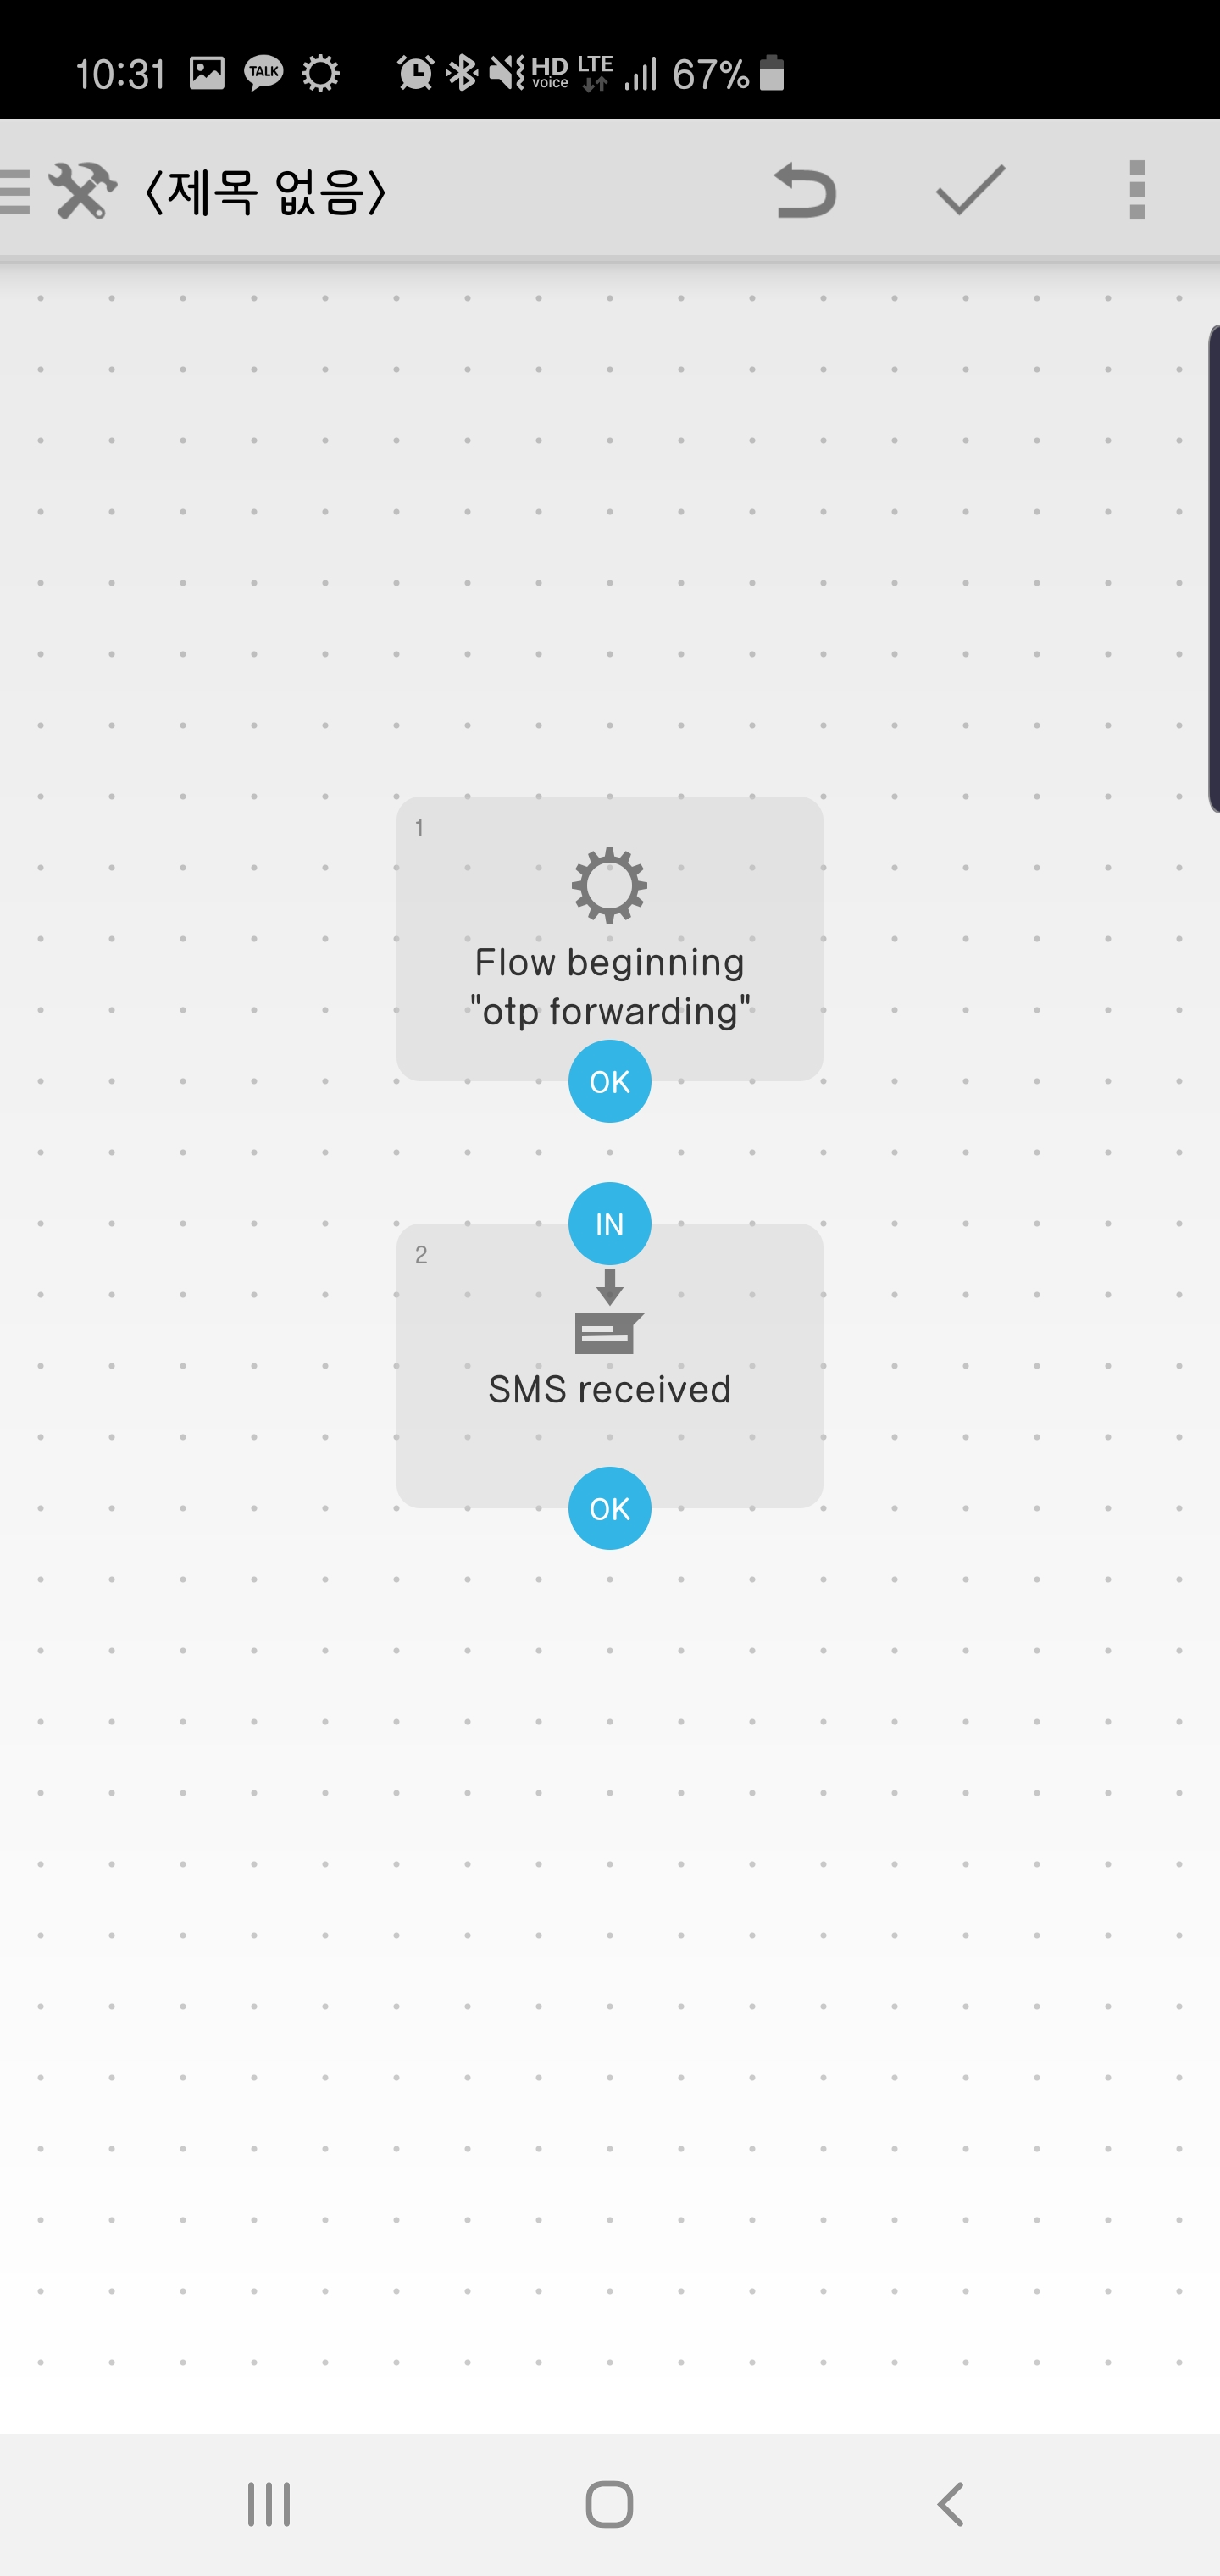 10:31 TALK HD voice LTE 67%
〈제목 없음〉
1
Flow beginning
"otp forwarding"
OK
IN
2
SMS received
OK